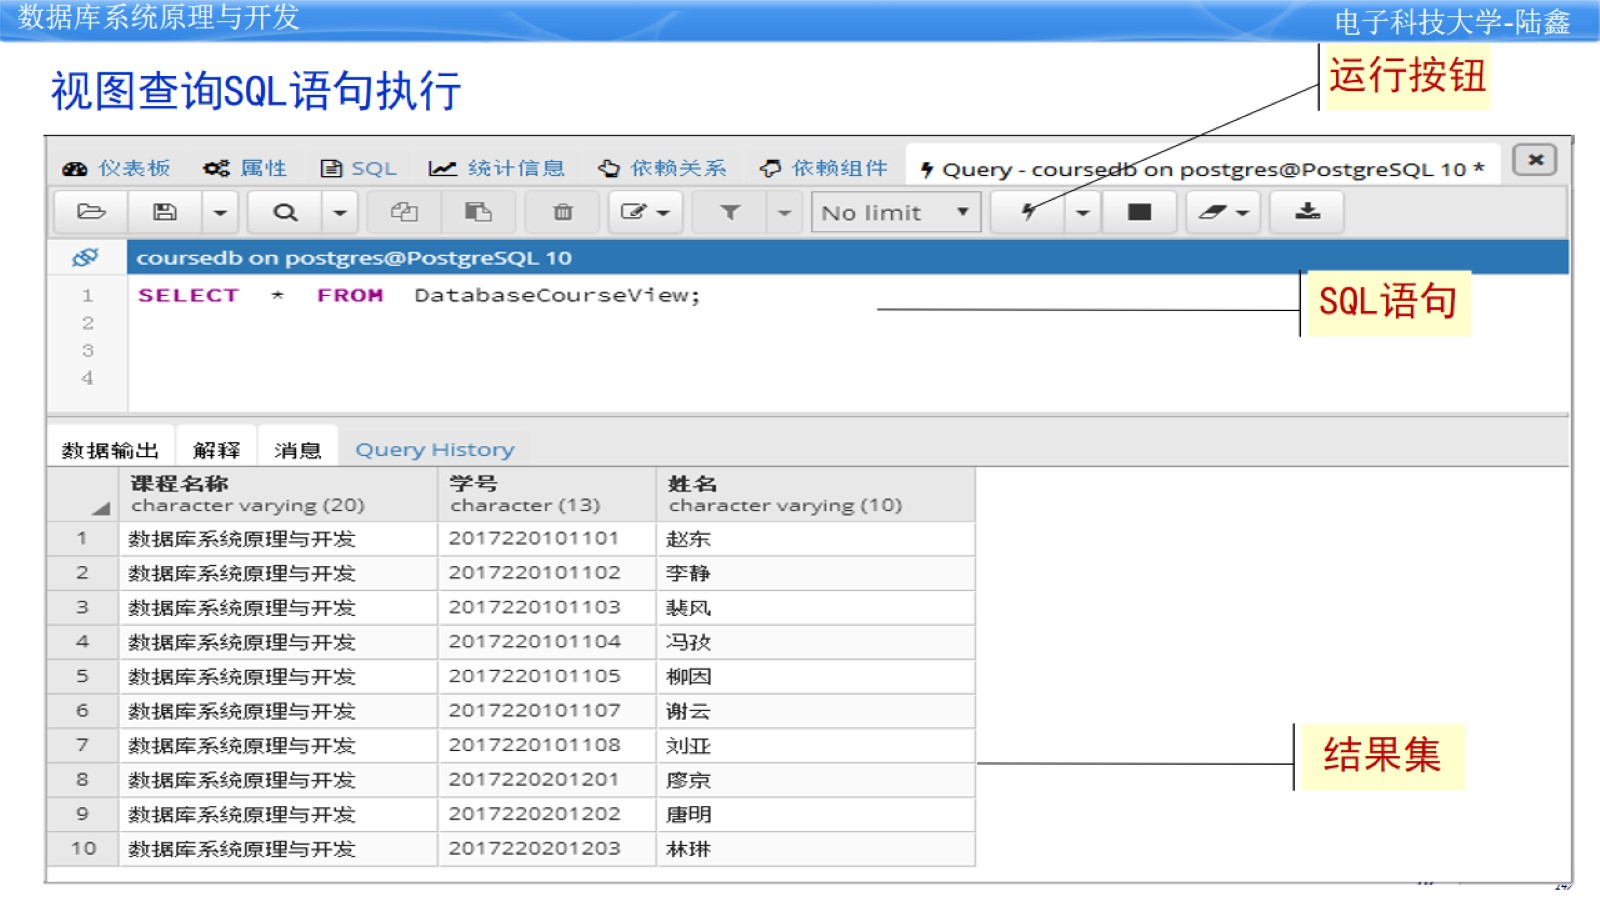 数据库系统原理与开发
电子科技大学-陆鑫
视图查询SQL语句执行
运行按钮
仪表板 属性 SQL 统计信息 依赖关系 依赖组件 Query - coursedb on postgres@PostgreSQL 10 *
No limit
coursedb on postgres@PostgreSQL 10
1 SELECT * FROM DatabaseCourseView;
2
3
4
SQL语句
数据输出 解释 消息 Query History
课程名称 学号 姓名
character varying (20) character (13) character varying (10)
1 数据库系统原理与开发 2017220101101 赵东
2 数据库系统原理与开发 2017220101102 李静
3 数据库系统原理与开发 2017220101103 裴风
4 数据库系统原理与开发 2017220101104 冯孜
5 数据库系统原理与开发 2017220101105 柳因
6 数据库系统原理与开发 2017220101107 谢云
7 数据库系统原理与开发 2017220101108 刘亚
8 数据库系统原理与开发 2017220201201 廖京
9 数据库系统原理与开发 2017220201202 唐明
10 数据库系统原理与开发 2017220201203 林琳
结果集